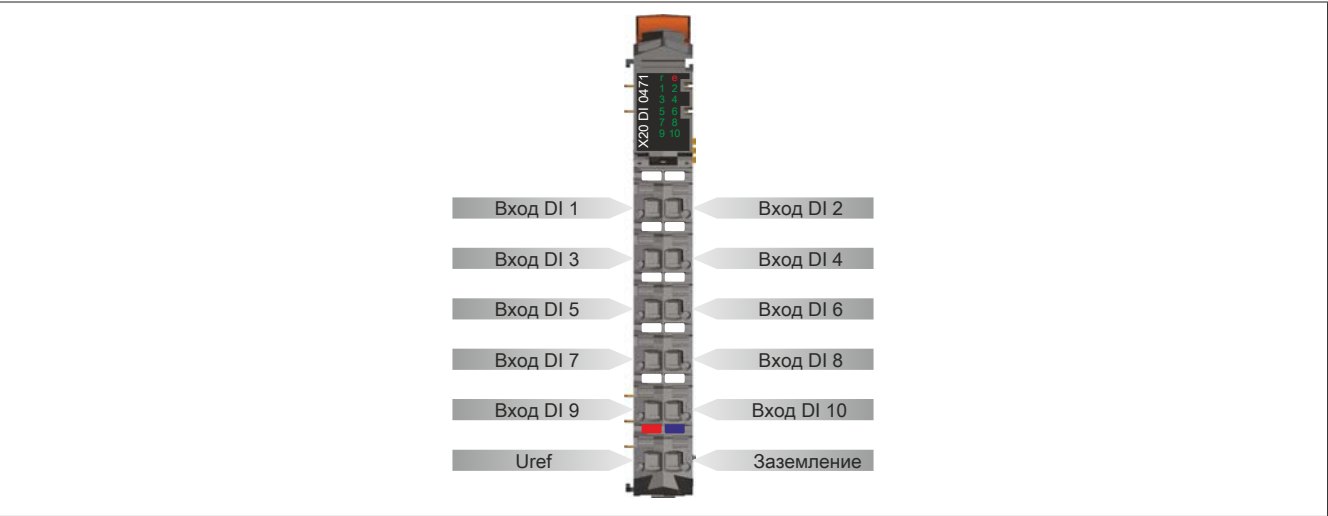 X20 DI 0471
r e
1 2
3 4
5 6
7 8
9 10
Вход DI 1
Вход DI 2
Вход DI 3
Вход DI 4
Вход DI 5
Вход DI 6
Вход DI 7
Вход DI 8
Вход DI 9
Вход DI 10
Uref
Заземление